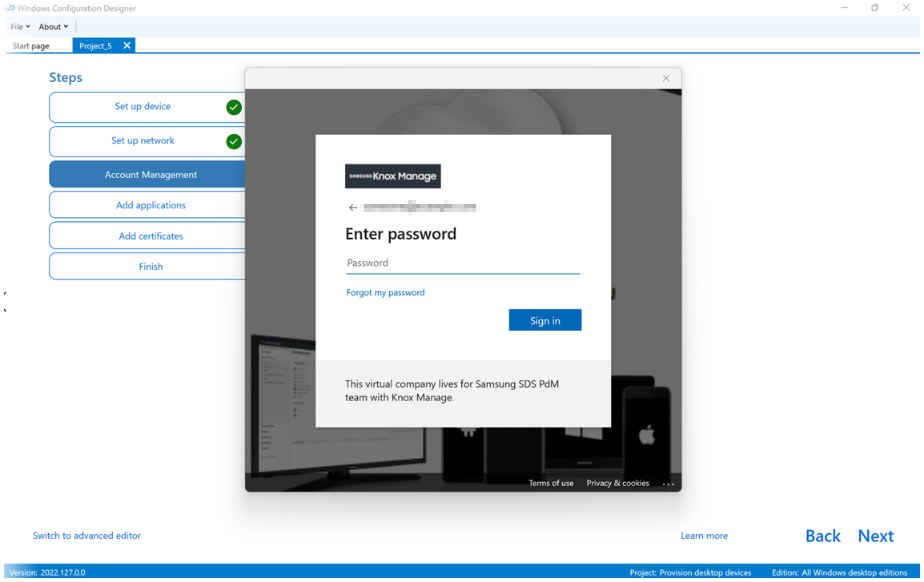 Windows Configuration Designer
File About
Start page Project_5
Steps
Set up device
Set up network
Account Management
Add applications
Add certificates
Finish
SAMSUNG Knox Manage
Enter password
Password
Forgot my password
Sign in
This virtual company lives for Samsung SDS PdM
team with Knox Manage.
Terms of use Privacy & cookies ...
Switch to advanced editor Learn more Back Next
Version: 2022.127.0.0 Project: Provision desktop devices Edition: All Windows desktop editions